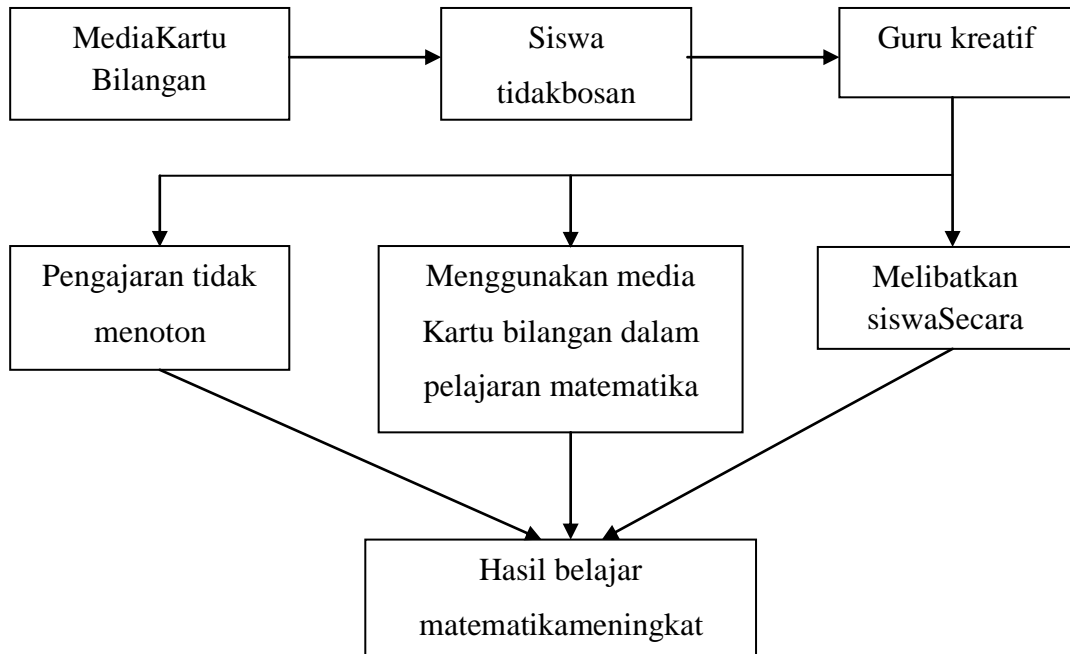 MediaKartu
Bilangan
Siswa
tidakbosan
Guru kreatif
Pengajaran tidak
menoton
Menggunakan media
Kartu bilangan dalam
pelajaran matematika
Melibatkan
siswaSecara
Hasil belajar
matematikameningkat